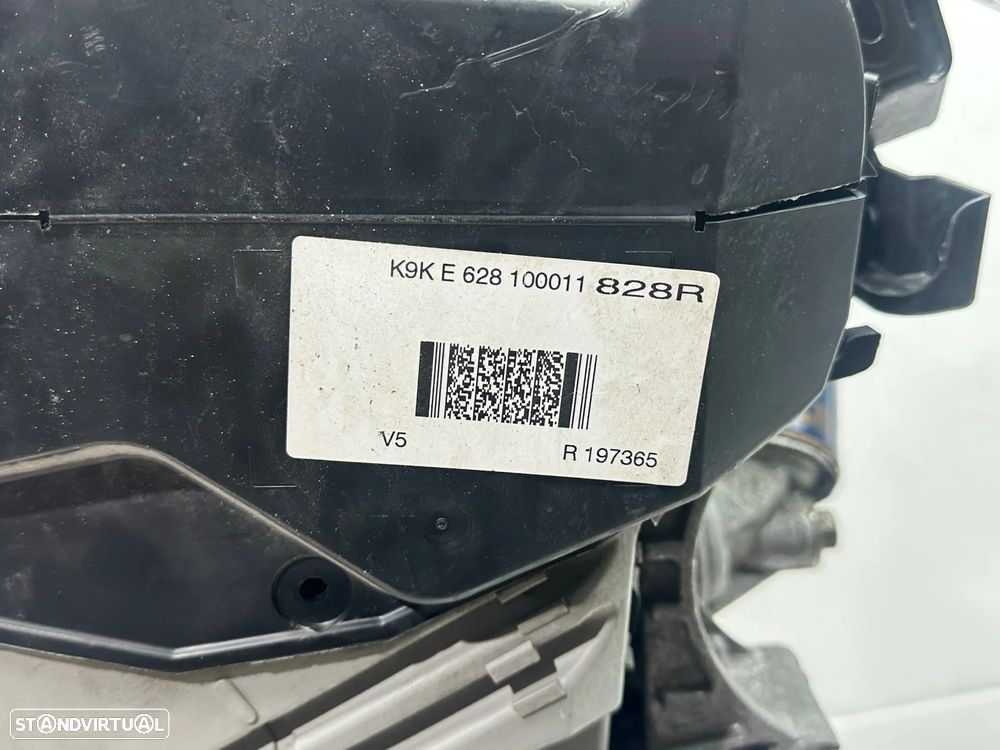 K9K E 628 100011 828R
V5
R 197365
STANDVIRTUAL